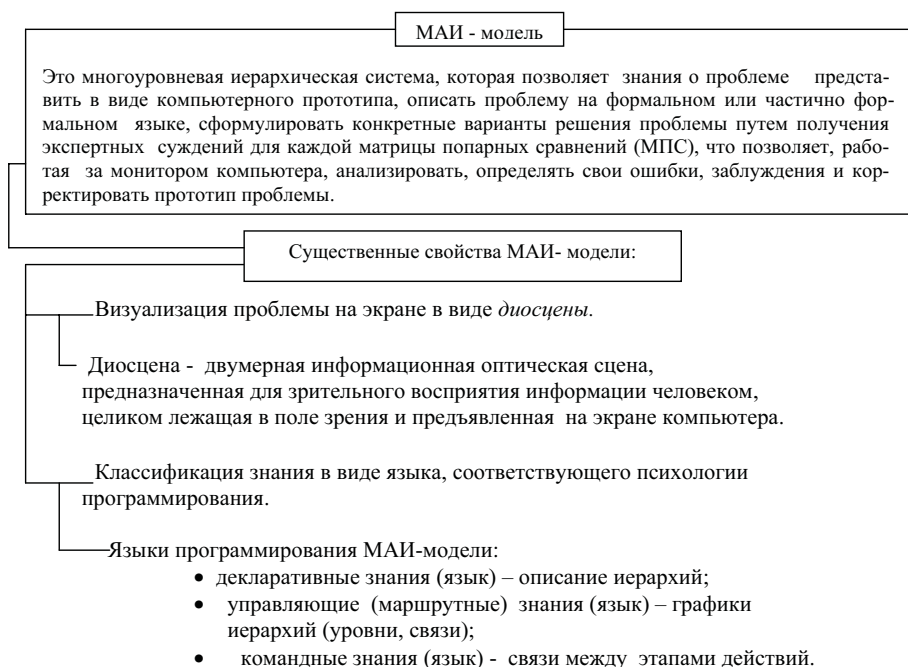 МАИ - модель
Это многоуровневая иерархическая система, которая позволяет знания о проблеме предста-
вить в виде компьютерного прототипа, описать проблему на формальном или частично фор-
мальном языке, сформулировать конкретные варианты решения проблемы путем получения
экспертных суждений для каждой матрицы попарных сравнений (МПС), что позволяет, рабо-
тая за монитором компьютера, анализировать, определять свои ошибки, заблуждения и кор-
ректировать прототип проблемы.
Существенные свойства МАИ- модели:
Визуализация проблемы на экране в виде диосцены.
Диосцена - двумерная информационная оптическая сцена,
предназначенная для зрительного восприятия информации человеком,
целиком лежащая в поле зрения и предъявленная на экране компьютера.
Классификация знания в виде языка, соответствующего психологии
программирования.
Языки программирования МАИ-модели:
• декларативные знания (язык) – описание иерархий;
• управляющие (маршрутные) знания (язык) – графики
иерархий (уровни, связи);
• командные знания (язык) - связи между этапами действий.